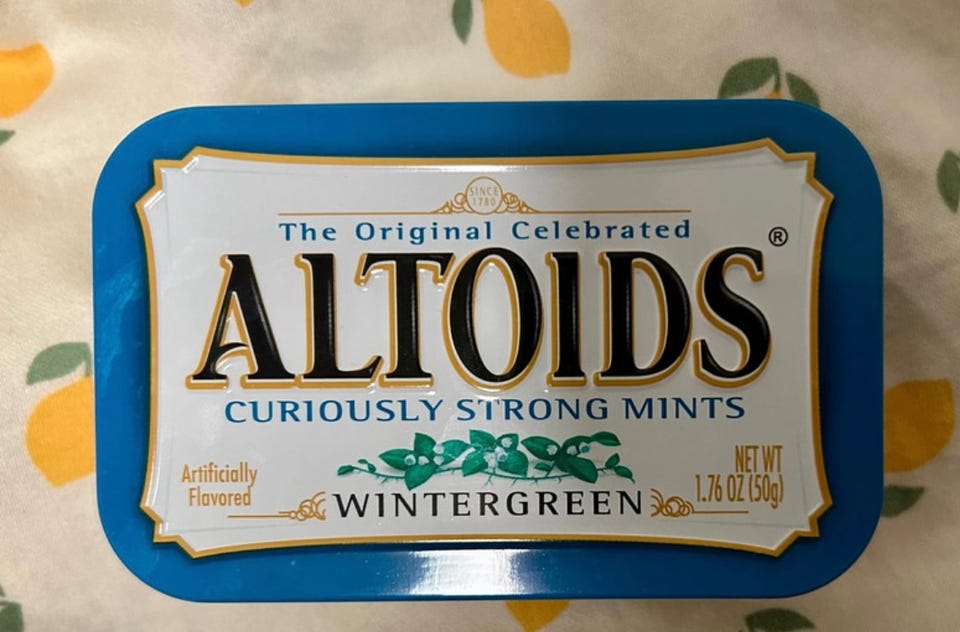 SINCE
1780
The Original Celebrated
ALTOIDS®
CURIOUSLY STRONG MINTS
Artificially
Flavored
WINTERGREEN
NET WT
1.76 OZ (50g)